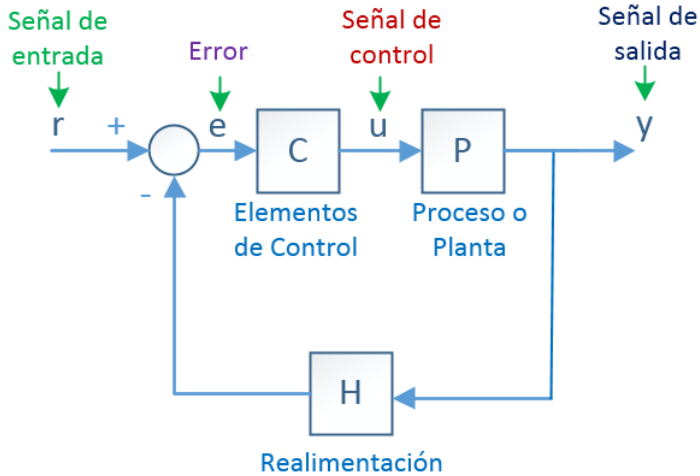 Señal de
entrada
Error
Señal de
control
Señal de
salida
r
+
e
u
y
-
C
P
Elementos
de Control
Proceso o
Planta
H
Realimentación